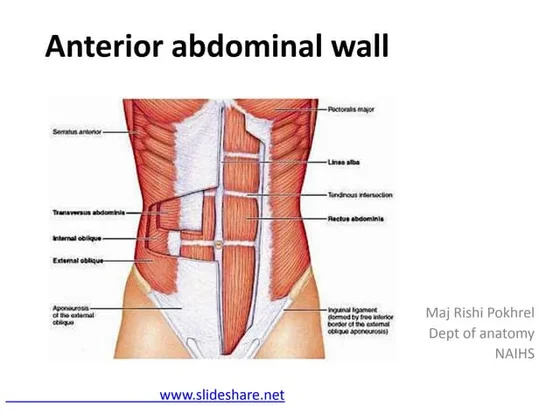 Anterior abdominal wall
Pectoralis major
Serratus anterior
Linea alba
Tendinous intersection
Transversus abdominis
Rectus abdominis
Internal oblique
External oblique
Aponeurosis
of the external
oblique
Inguinal ligament
(formed by free inferior
border of the external
oblique aponeurosis)
Maj Rishi Pokhrel
Dept of anatomy
NAIHS
www.slideshare.net